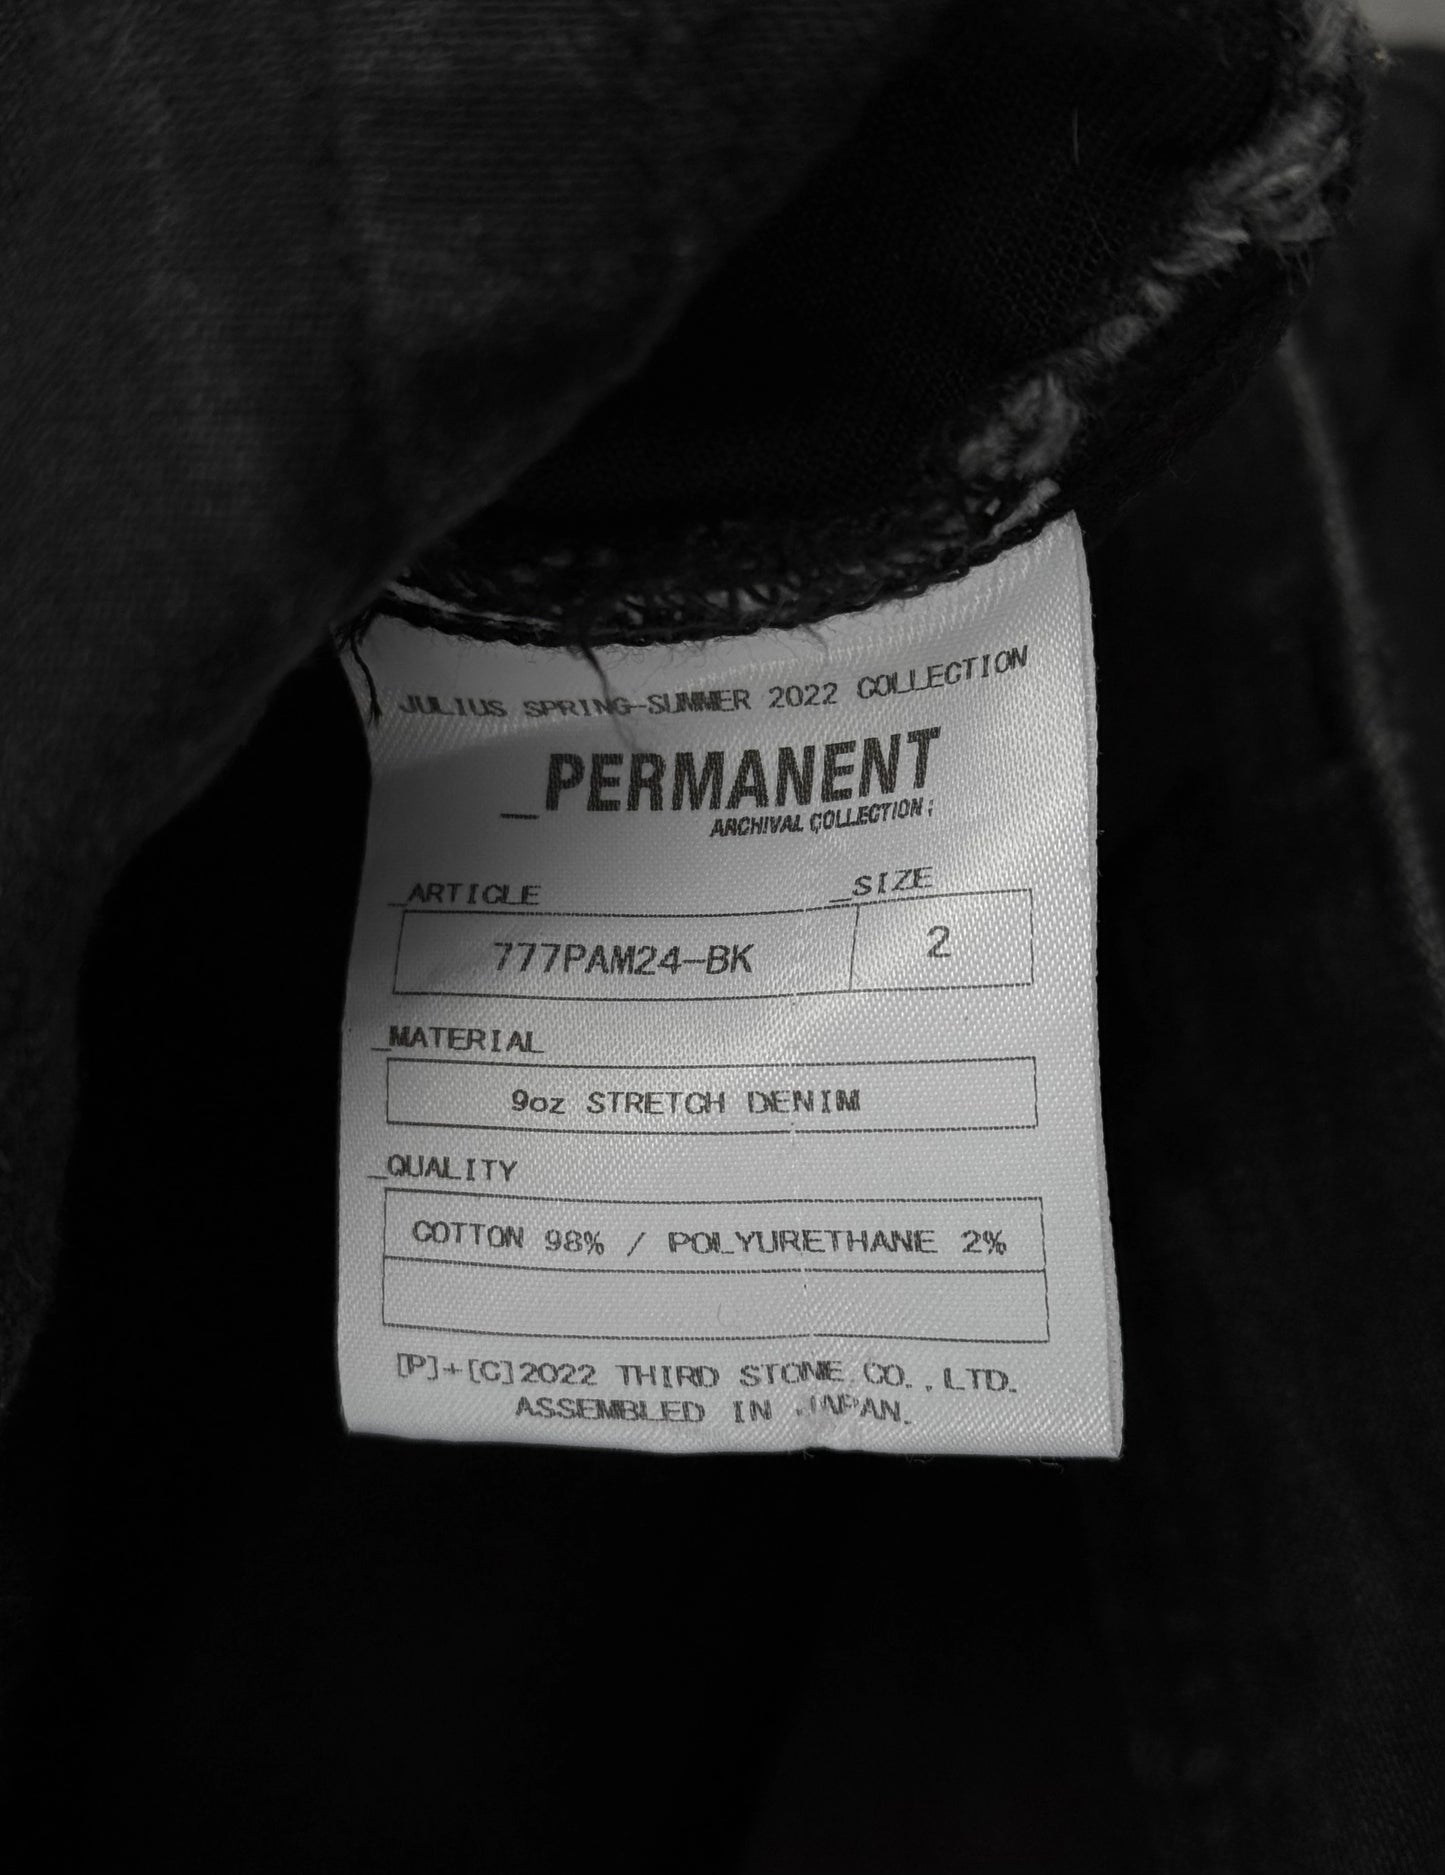 JULIUS SPRING-SUMMER 2022 COLLECTION
_PERMANENT
ARCHIVAL COLLECTION;
_ARTICLE _SIZE
777PAM24-BK 2
_MATERIAL
9oz STRETCH DENIM
_QUALITY
COTTON 98% / POLYURETHANE 2%
[P]+[C]2022 THIRD STONE CO.,LTD.
ASSEMBLED IN JAPAN.